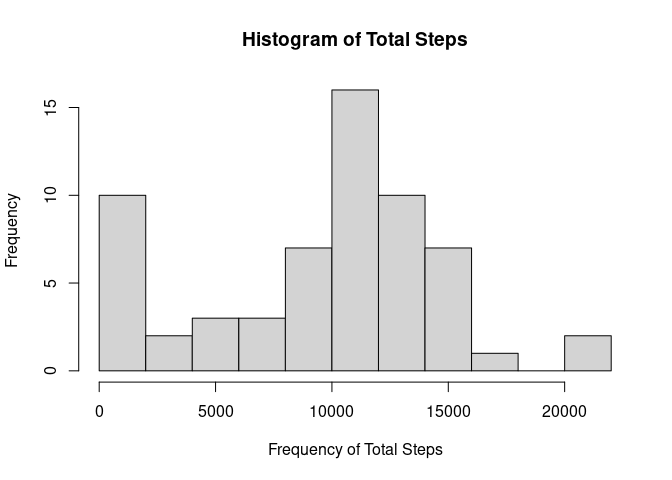 Histogram of Total Steps
Frequency
15
10
5
0
0 5000 10000 15000 20000
Frequency of Total Steps